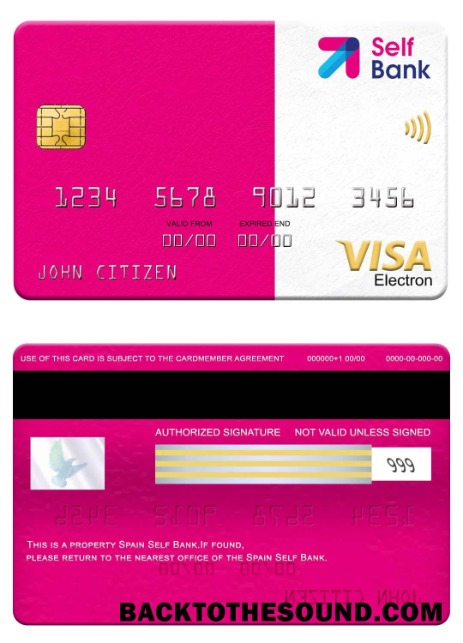 Self
Bank
1234 5678 9012 3456
VALID FROM EXPIRED END
00/00 00/00
JOHN CITIZEN
VISA
Electron
USE OF THIS CARD IS SUBJECT TO THE CARDMEMBER AGREEMENT 000000+1 00/00 0000-00-000-00
AUTHORIZED SIGNATURE NOT VALID UNLESS SIGNED
999
THIS IS A PROPERTY SPAIN SELF BANK.IF FOUND,
PLEASE RETURN TO THE NEAREST OFFICE OF THE SPAIN SELF BANK.
BACKTOTHESOUND.COM